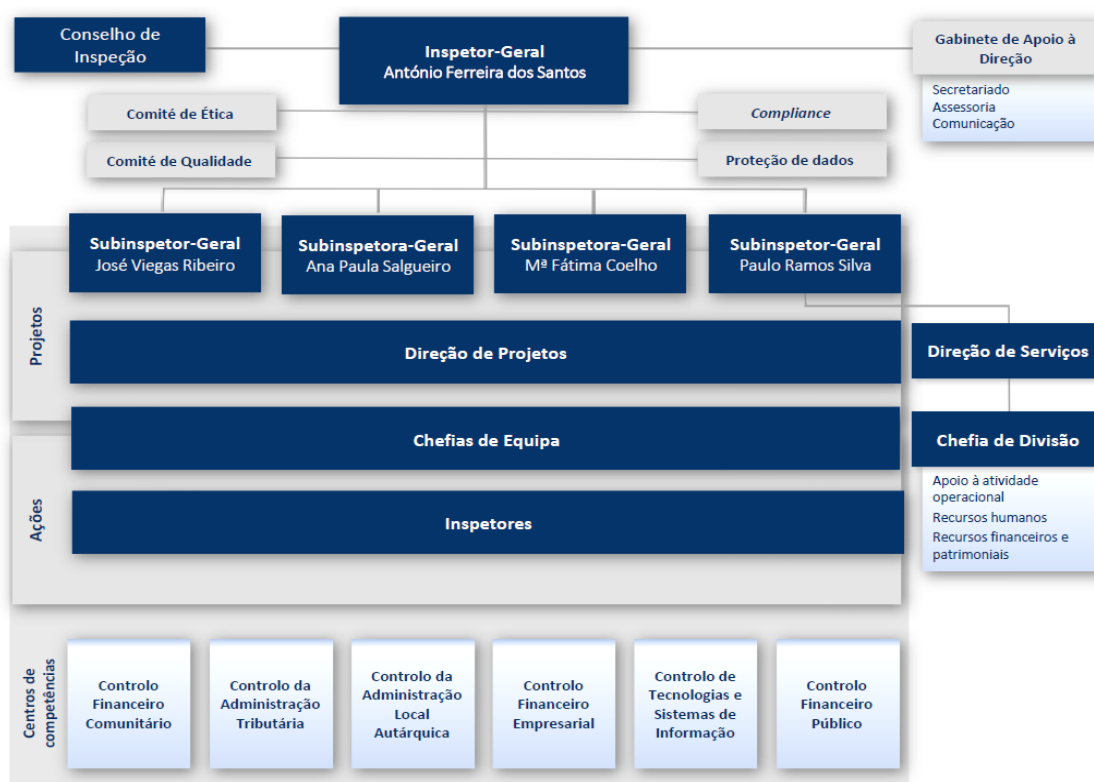 Conselho de
Inspeção
Inspetor-Geral
António Ferreira dos Santos
Gabinete de Apoio à
Direção
Secretariado
Assessoria
Comunicação
Comité de Ética
Compliance
Comité de Qualidade
Proteção de dados
Subinspetor-Geral
José Viegas Ribeiro
Subinspetora-Geral
Ana Paula Salgueiro
Subinspetora-Geral
Mª Fátima Coelho
Subinspetor-Geral
Paulo Ramos Silva
Projetos
Direção de Projetos
Direção de Serviços
Chefias de Equipa
Chefia de Divisão
Apoio à atividade
operacional
Recursos humanos
Recursos financeiros e
patrimoniais
Ações
Inspetores
Centros de
competências
Controlo
Financeiro
Comunitário
Controlo da
Administração
Tributária
Controlo da
Administração
Local
Autárquica
Controlo
Financeiro
Empresarial
Controlo de
Tecnologias e
Sistemas de
Informação
Controlo
Financeiro
Público